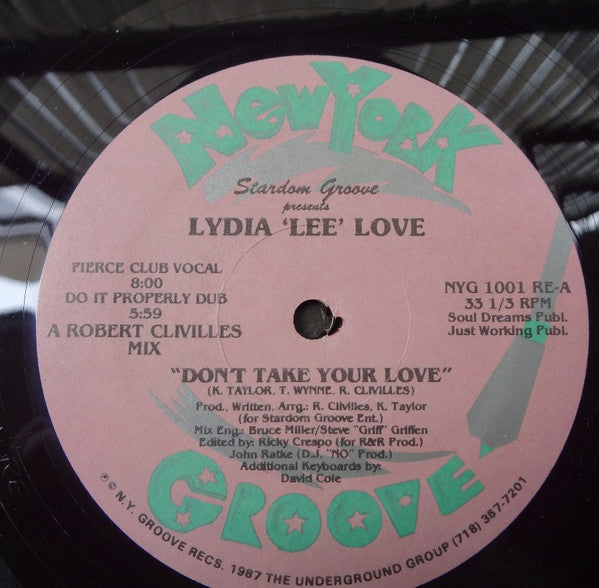 New York
Stardom Groove
presents
LYDIA 'LEE' LOVE
FIERCE CLUB VOCAL
8:00
DO IT PROPERLY DUB
5:59
A ROBERT CLIVILLES
MIX
NYG 1001 RE-A
33 1/3 RPM
Soul Dreams Publ.
Just Working Publ.
"DON'T TAKE YOUR LOVE"
(K. TAYLOR, T. WYNNE, R. CLIVILLES)
Prod., Written, Arrg.: R. Clivilles, K. Taylor
(for Stardom Groove Ent.)
Mix Eng.: Bruce Miller/Steve "Griff" Griffen
Edited by: Ricky Crespo (for R&R Prod.)
John Ratke (D.J. "NO" Prod.)
Additional Keyboards by:
David Cole
GROOVE
℗ © N.Y. GROOVE RECS. 1987 THE UNDERGROUND GROUP (718) 387-7201